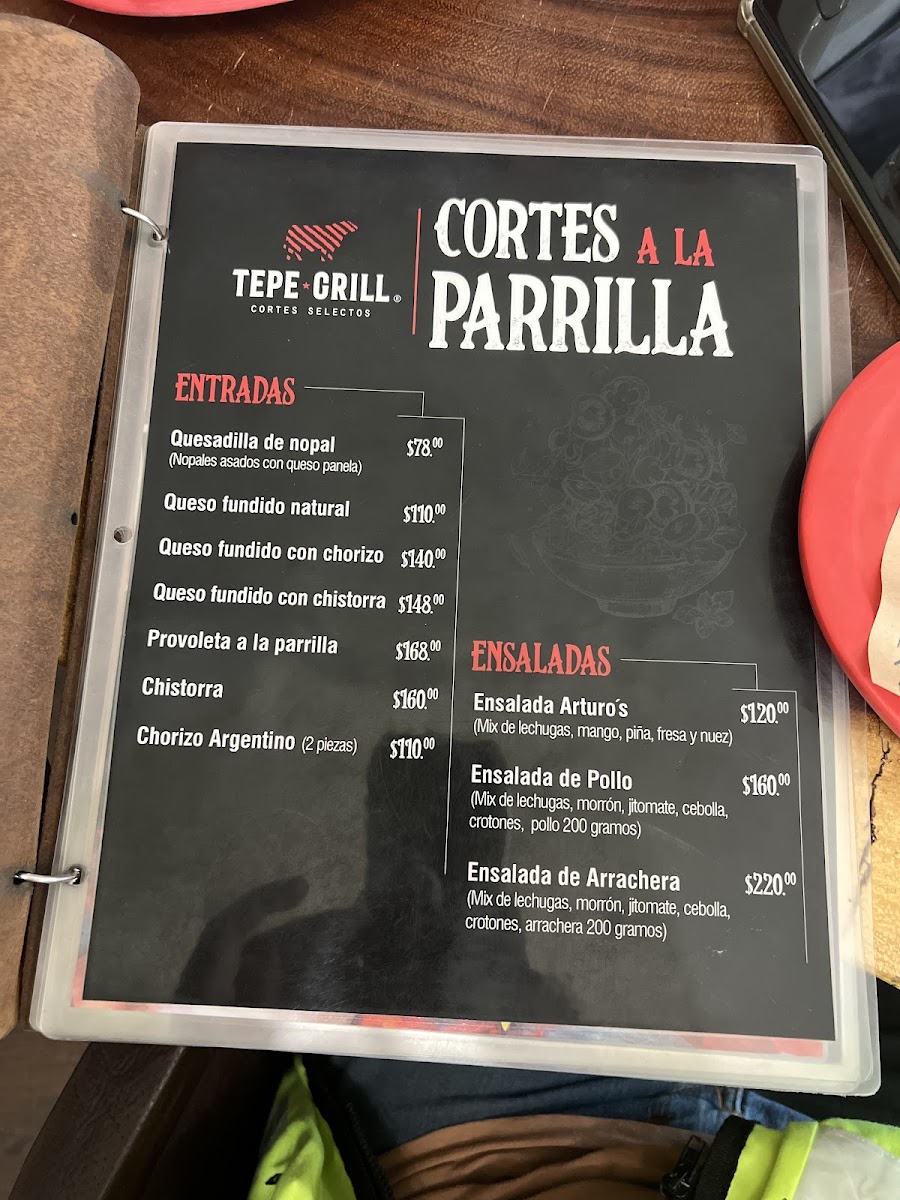 TEPE★GRILL®
CORTES SELECTOS
CORTES A LA
PARRILLA
ENTRADAS
Quesadilla de nopal $78.00
(Nopales asados con queso panela)
Queso fundido natural $110.00
Queso fundido con chorizo $140.00
Queso fundido con chistorra $148.00
Provoleta a la parrilla $168.00
Chistorra $160.00
Chorizo Argentino (2 piezas) $110.00
ENSALADAS
Ensalada Arturo´s $120.00
(Mix de lechugas, mango, piña, fresa y nuez)
Ensalada de Pollo $160.00
(Mix de lechugas, morrón, jitomate, cebolla,
crotones, pollo 200 gramos)
Ensalada de Arrachera $220.00
(Mix de lechugas, morrón, jitomate, cebolla,
crotones, arrachera 200 gramos)